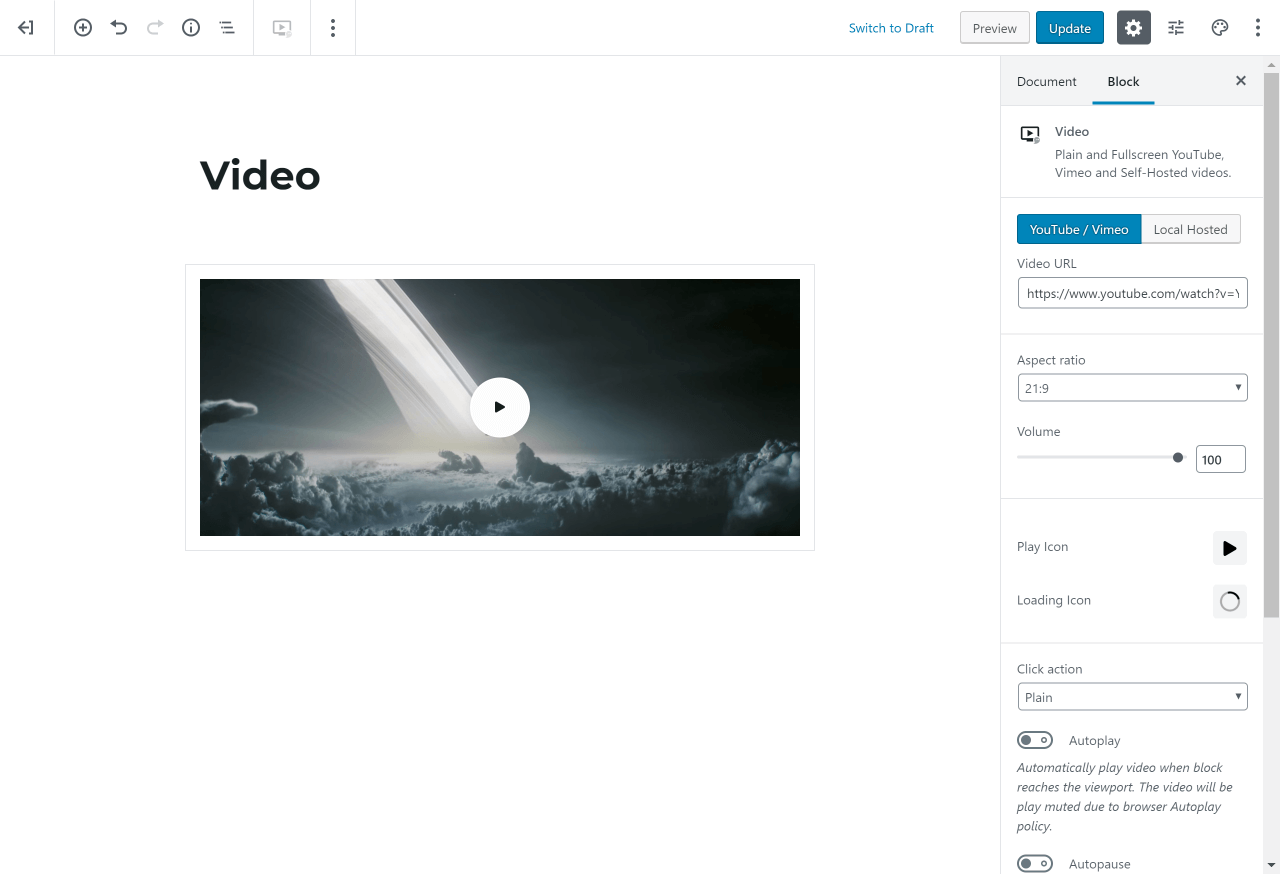 Switch to Draft
Preview
Update
Document
Block
Video
Video
Plain and Fullscreen YouTube,
Vimeo and Self-Hosted videos.
YouTube / Vimeo
Local Hosted
Video URL
https://www.youtube.com/watch?v=
Aspect ratio
21:9
Volume
100
Play Icon
Loading Icon
Click action
Plain
Autoplay
Automatically play video when block
reaches the viewport. The video will be
play muted due to browser Autoplay
policy.
Autopause